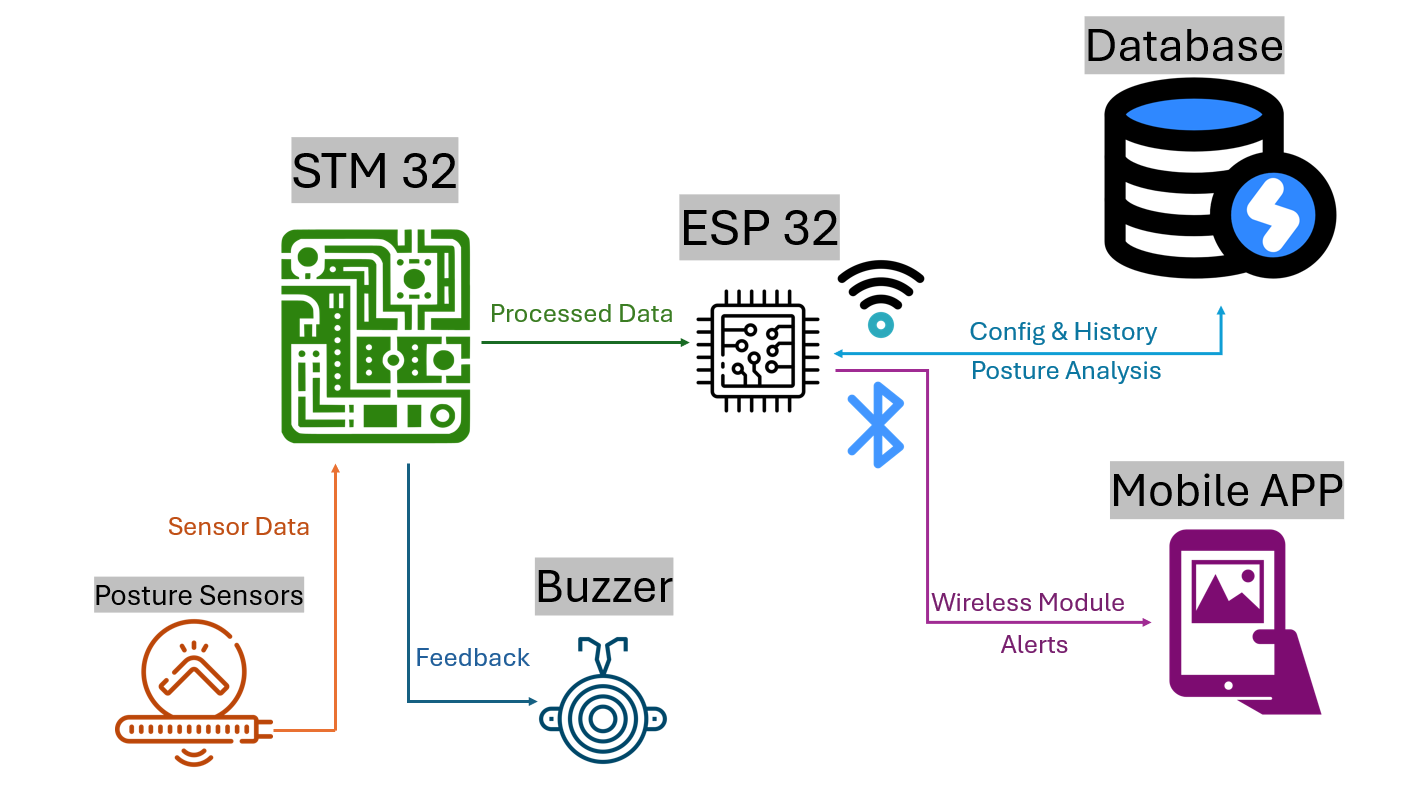 Database
STM 32
ESP 32
Processed Data
Config & History
Posture Analysis
Mobile APP
Sensor Data
Posture Sensors
Buzzer
Feedback
Wireless Module
Alerts